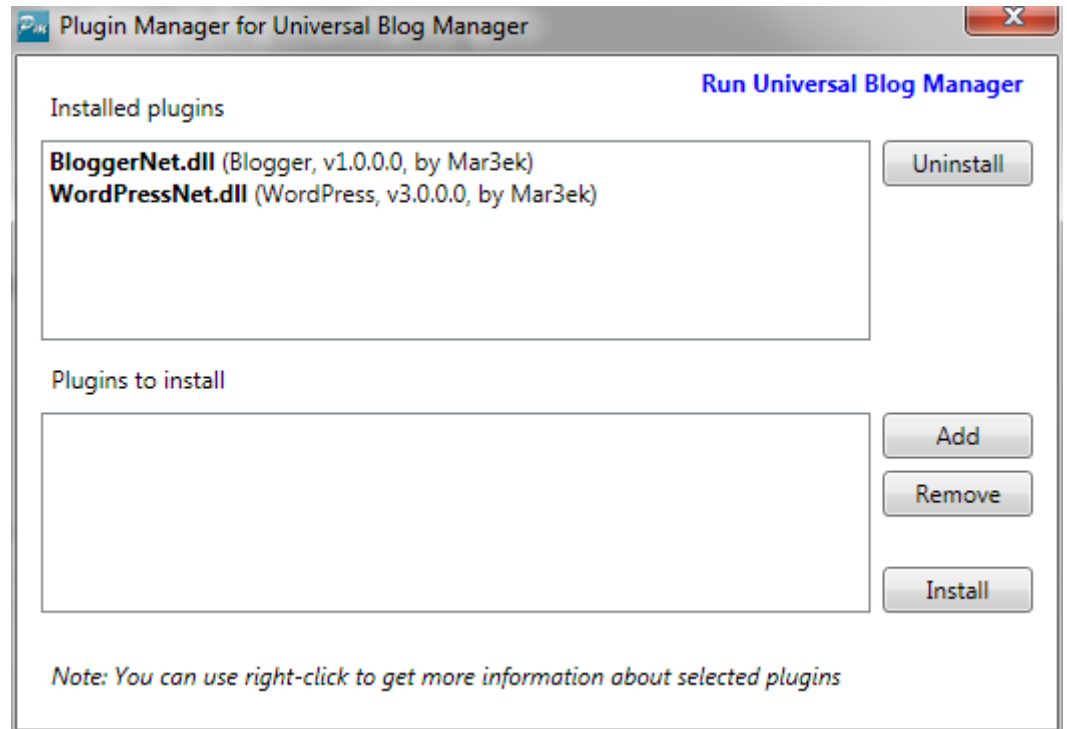 Pik Plugin Manager for Universal Blog Manager
Run Universal Blog Manager
Installed plugins
BloggerNet.dll (Blogger, v1.0.0.0, by Mar3ek)
WordPressNet.dll (WordPress, v3.0.0.0, by Mar3ek)
Uninstall
Plugins to install
Add
Remove
Install
Note: You can use right-click to get more information about selected plugins